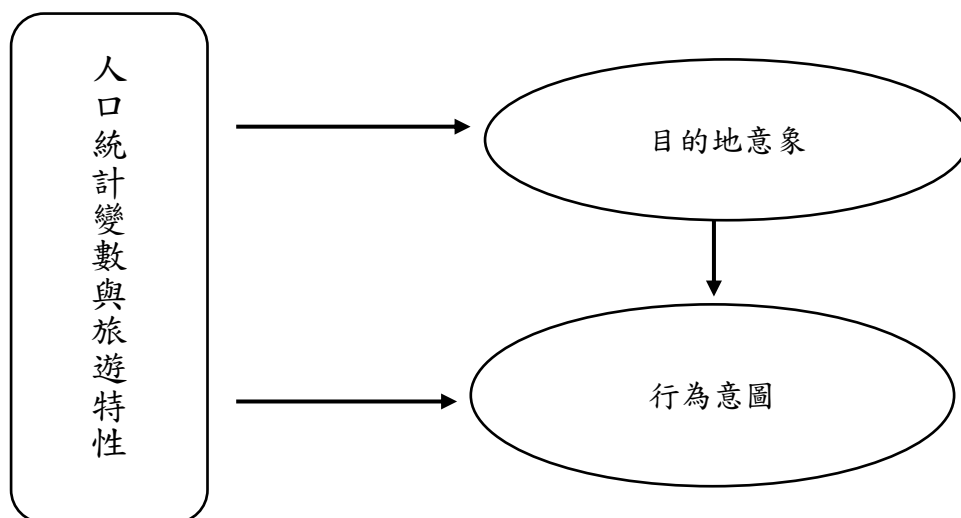 人口統計變數與旅遊特性
目的地意象
行為意圖